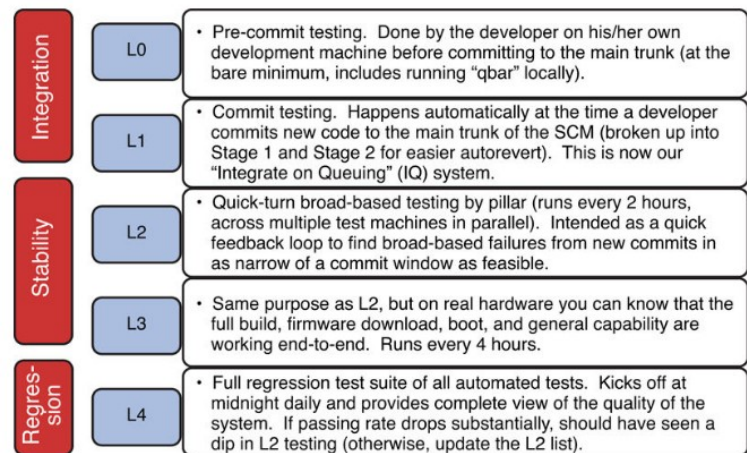 Integration
L0
• Pre-commit testing. Done by the developer on his/her own
development machine before committing to the main trunk (at the
bare minimum, includes running “qbar” locally).
L1
• Commit testing. Happens automatically at the time a developer
commits new code to the main trunk of the SCM (broken up into
Stage 1 and Stage 2 for easier autorevert). This is now our
“Integrate on Queuing” (IQ) system.
Stability
L2
• Quick-turn broad-based testing by pillar (runs every 2 hours,
across multiple test machines in parallel). Intended as a quick
feedback loop to find broad-based failures from new commits in
as narrow of a commit window as feasible.
L3
• Same purpose as L2, but on real hardware you can know that the
full build, firmware download, boot, and general capability are
working end-to-end. Runs every 4 hours.
Regres-
sion
L4
• Full regression test suite of all automated tests. Kicks off at
midnight daily and provides complete view of the quality of the
system. If passing rate drops substantially, should have seen a
dip in L2 testing (otherwise, update the L2 list).